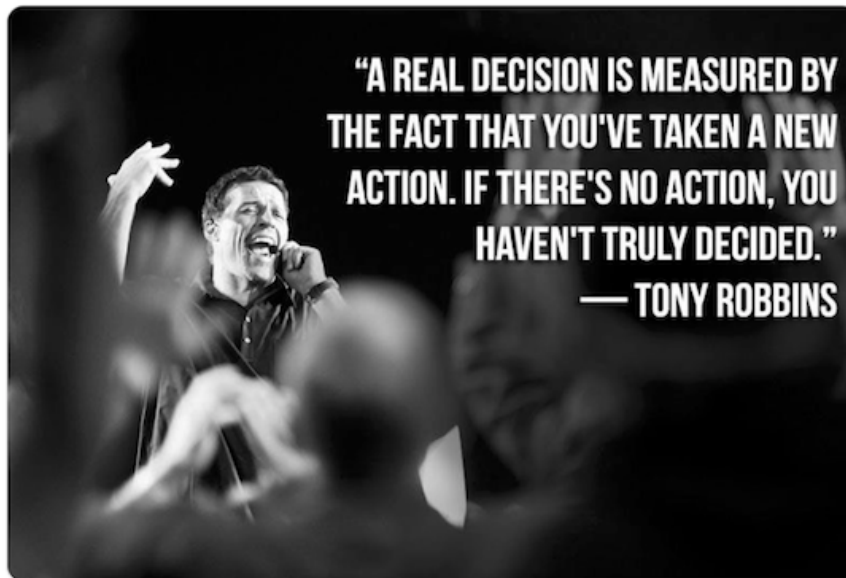 “A REAL DECISION IS MEASURED BY
THE FACT THAT YOU'VE TAKEN A NEW
ACTION. IF THERE'S NO ACTION, YOU
HAVEN'T TRULY DECIDED.”
— TONY ROBBINS